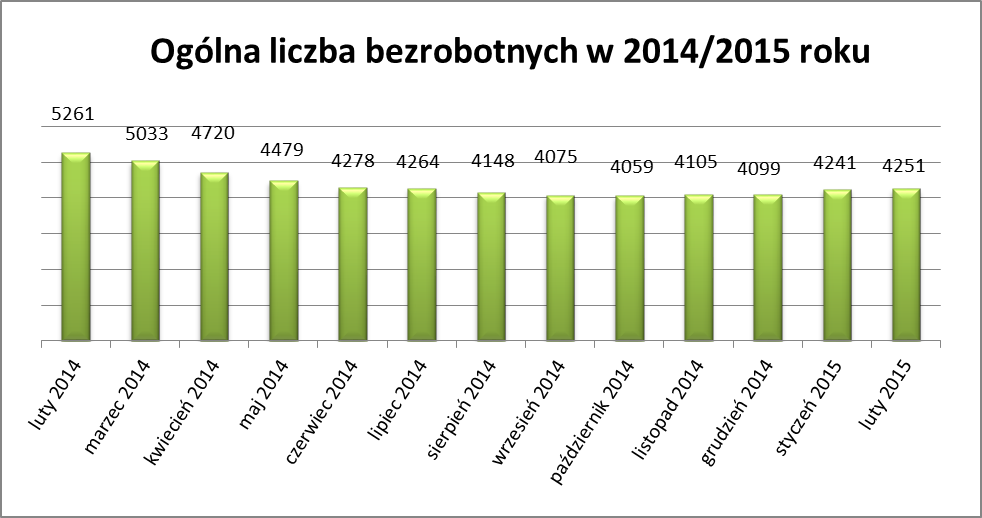 Ogólna liczba bezrobotnych w 2014/2015 roku
5261
5033
4720
4479
4278
4264
4148
4075
4059
4105
4099
4241
4251
luty 2014
marzec 2014
kwiecień 2014
maj 2014
czerwiec 2014
lipiec 2014
sierpień 2014
wrzesień 2014
październik 2014
listopad 2014
grudzień 2014
styczeń 2015
luty 2015